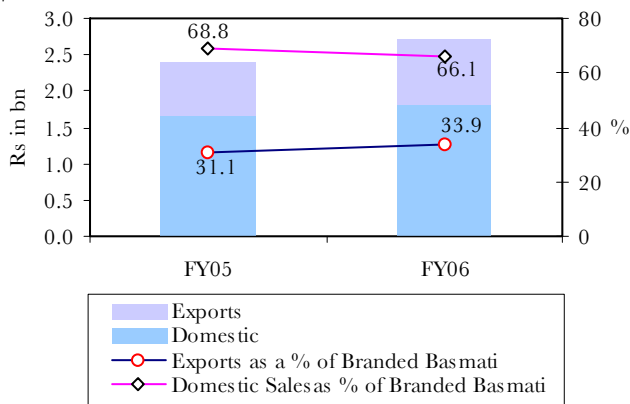 3.0
2.5
2.0
1.5
1.0
0.5
0.0
Rs in bn
80
60
40
20
0
%
68.8
66.1
33.9
31.1
FY05
FY06
Exports
Domestic
Exports as a % of Branded Basmati
Domestic Sales as % of Branded Basmati